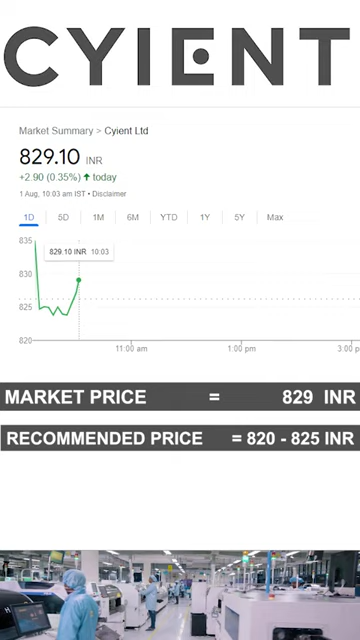 CYIENT
Market Summary > Cyient Ltd
829.10 INR
+2.90 (0.35%) ↑ today
1 Aug, 10:03 am IST • Disclaimer
1D 5D 1M 6M YTD 1Y 5Y Max
835
829.10 INR 10:03
830
825
820
11:00 am 1:00 pm 3:00 p
MARKET PRICE = 829 INR
RECOMMENDED PRICE = 820 - 825 INR